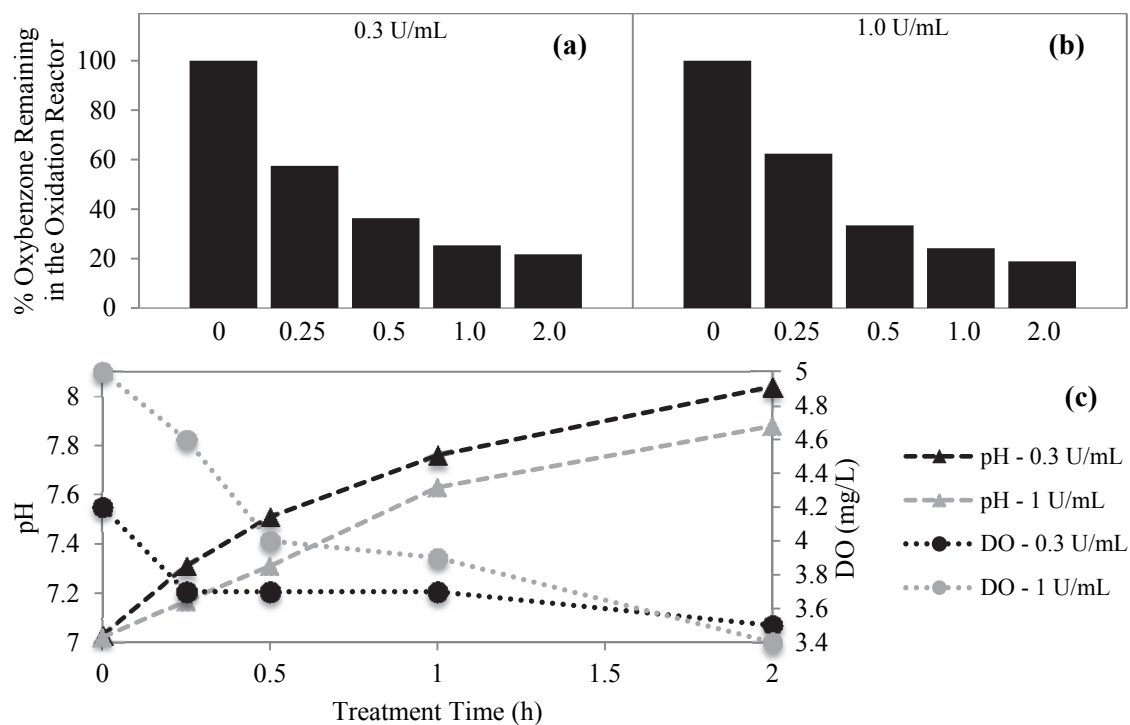 0.3 U/mL
(a)
1.0 U/mL
(b)
% Oxybenzone Remaining
in the Oxidation Reactor
100
80
60
40
20
0
0 0.25 0.5 1.0 2.0
0 0.25 0.5 1.0 2.0
(c)
pH
8
7.8
7.6
7.4
7.2
7
DO (mg/L)
5
4.8
4.6
4.4
4.2
4
3.8
3.6
3.4
0 0.5 1 1.5 2
Treatment Time (h)
pH - 0.3 U/mL
pH - 1 U/mL
DO - 0.3 U/mL
DO - 1 U/mL